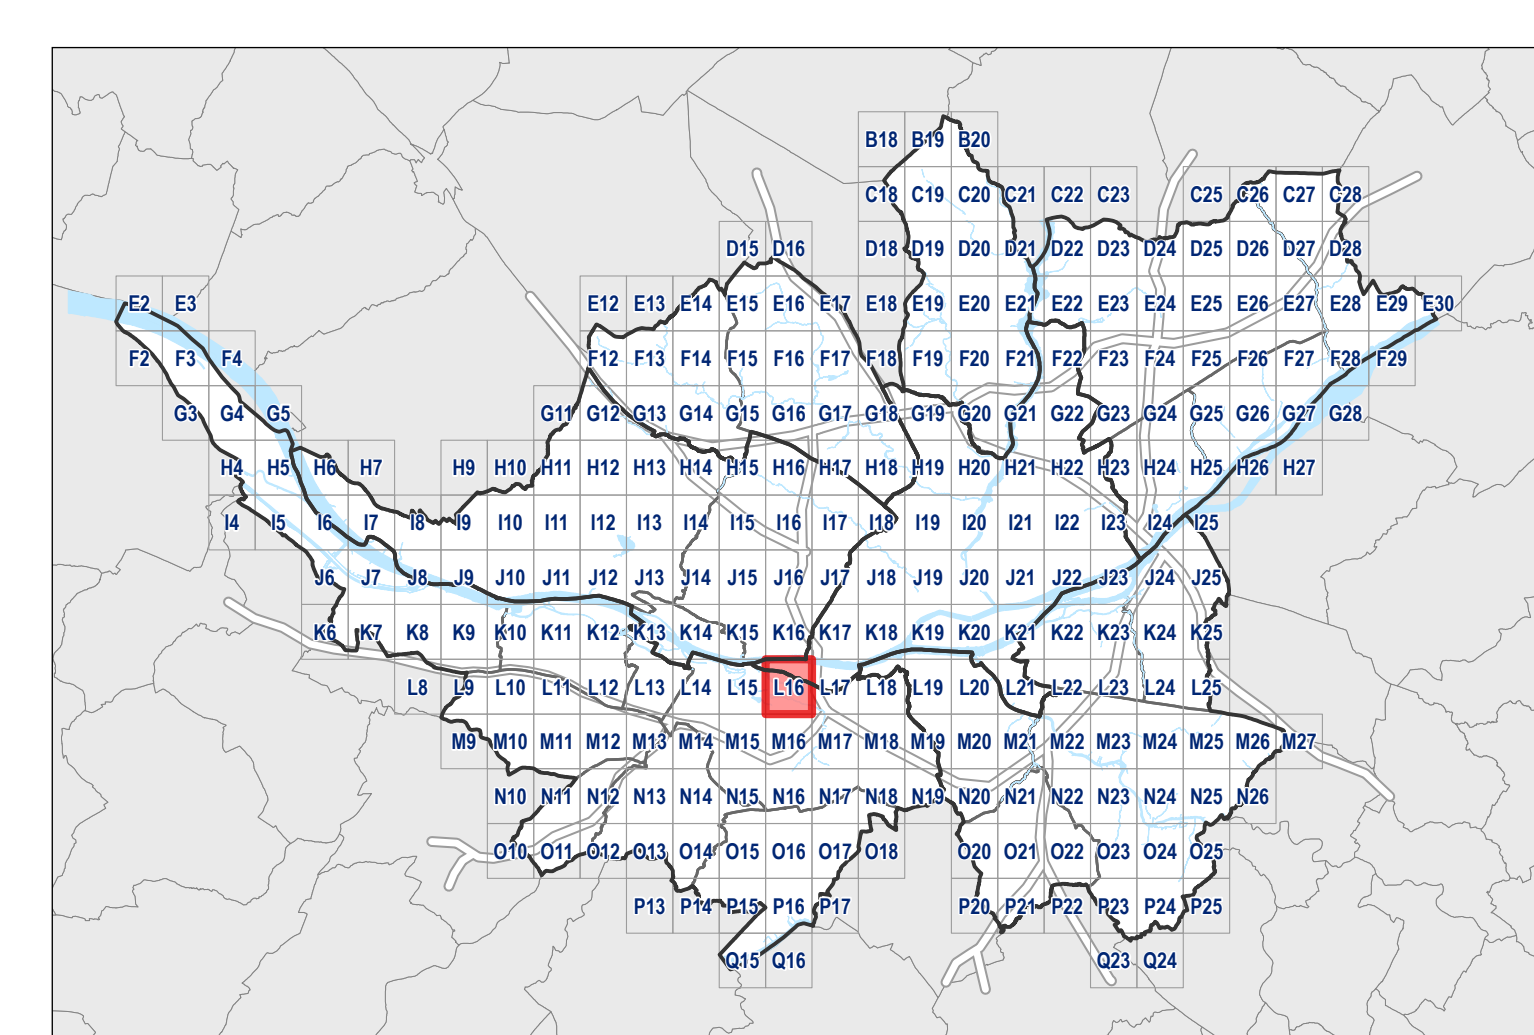 B18 B19 B20
C18 C19 C20 C21 C22 C23 C25 C26 C27 C28
D15 D16 D18 D19 D20 D21 D22 D23 D24 D25 D26 D27 D28
E2 E3 E12 E13 E14 E15 E16 E17 E18 E19 E20 E21 E22 E23 E24 E25 E26 E27 E28 E29 E30
F2 F3 F4 F12 F13 F14 F15 F16 F17 F18 F19 F20 F21 F22 F23 F24 F25 F26 F27 F28 F29
G3 G4 G5 G11 G12 G13 G14 G15 G16 G17 G18 G19 G20 G21 G22 G23 G24 G25 G26 G27 G28
H4 H5 H6 H7 H9 H10 H11 H12 H13 H14 H15 H16 H17 H18 H19 H20 H21 H22 H23 H24 H25 H26 H27
I4 I5 I6 I7 I8 I9 I10 I11 I12 I13 I14 I15 I16 I17 I18 I19 I20 I21 I22 I23 I24 I25
J6 J7 J8 J9 J10 J11 J12 J13 J14 J15 J16 J17 J18 J19 J20 J21 J22 J23 J24 J25
K6 K7 K8 K9 K10 K11 K12 K13 K14 K15 K16 K17 K18 K19 K20 K21 K22 K23 K24 K25
L8 L9 L10 L11 L12 L13 L14 L15 L16 L17 L18 L19 L20 L21 L22 L23 L24 L25
M9 M10 M11 M12 M13 M14 M15 M16 M17 M18 M19 M20 M21 M22 M23 M24 M25 M26 M27
N10 N11 N12 N13 N14 N15 N16 N17 N18 N19 N20 N21 N22 N23 N24 N25 N26
O10 O11 O12 O13 O14 O15 O16 O17 O18 O20 O21 O22 O23 O24 O25
P13 P14 P15 P16 P17 P20 P21 P22 P23 P24 P25
Q15 Q16 Q23 Q24